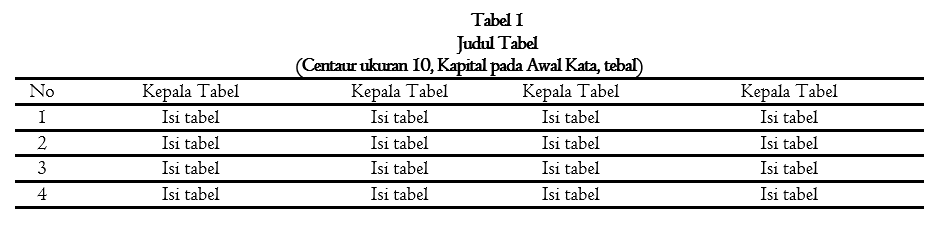 Tabel 1
Judul Tabel
(Centaur ukuran 10, Kapital pada Awal Kata, tebal)
No Kepala Tabel Kepala Tabel Kepala Tabel Kepala Tabel
1 Isi tabel Isi tabel Isi tabel Isi tabel
2 Isi tabel Isi tabel Isi tabel Isi tabel
3 Isi tabel Isi tabel Isi tabel Isi tabel
4 Isi tabel Isi tabel Isi tabel Isi tabel